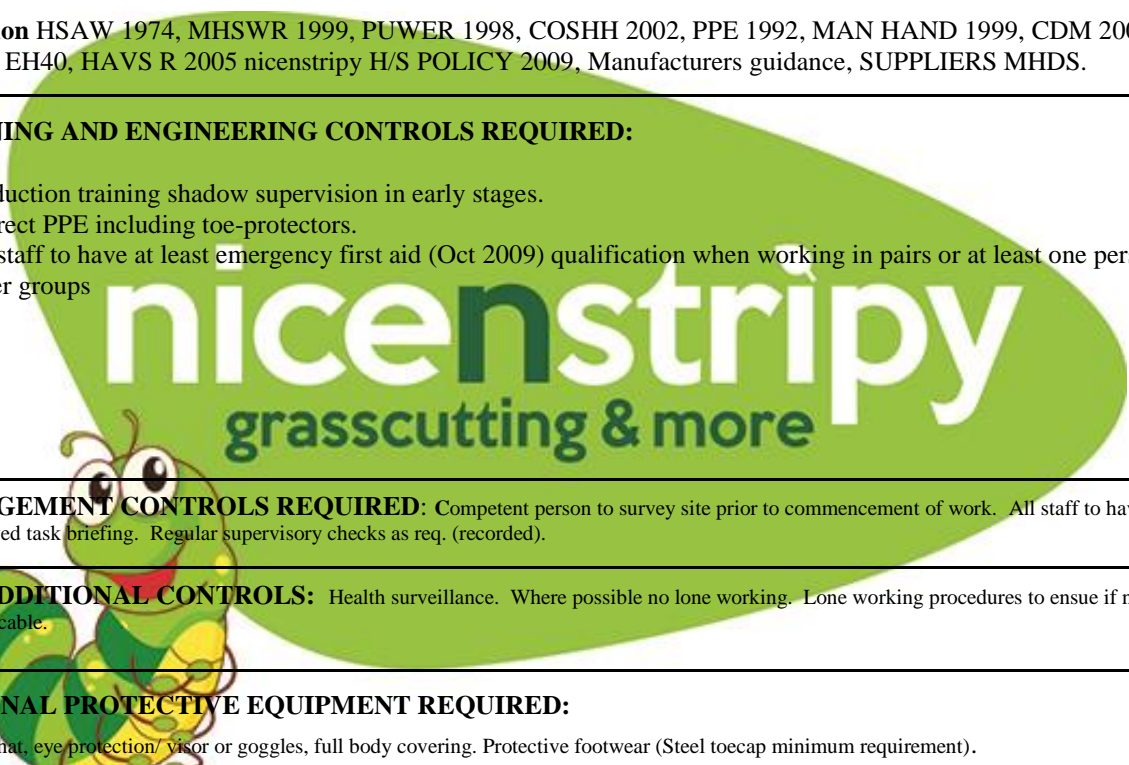 on HSAW 1974, MHSWR 1999, PUWER 1998, COSHH 2002, PPE 1992, MAN HAND 1999, CDM 200
EH40, HAVS R 2005 nicenstripy H/S POLICY 2009, Manufacturers guidance, SUPPLIERS MHDS.
NING AND ENGINEERING CONTROLS REQUIRED:
duction training shadow supervision in early stages.
rect PPE including toe-protectors.
staff to have at least emergency first aid (Oct 2009) qualification when working in pairs or at least one pers
er groups
nicenstripy
grasscutting & more
GEMENT CONTROLS REQUIRED: Competent person to survey site prior to commencement of work. All staff to hav
ed task briefing. Regular supervisory checks as req. (recorded).
DDITIONAL CONTROLS: Health surveillance. Where possible no lone working. Lone working procedures to ensue if n
cable.
NAL PROTECTIVE EQUIPMENT REQUIRED:
hat, eye protection/ visor or goggles, full body covering. Protective footwear (Steel toecap minimum requirement).